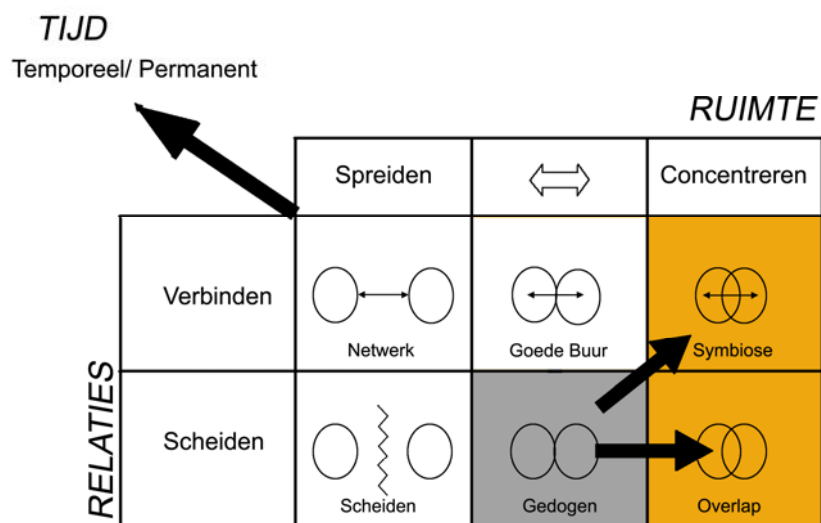 TIJD
Temporeel/ Permanent
RUIMTE
Spreiden
Concentreren
Verbinden
Netwerk
Goede Buur
Symbiose
RELATIES
Scheiden
Scheiden
Gedogen
Overlap